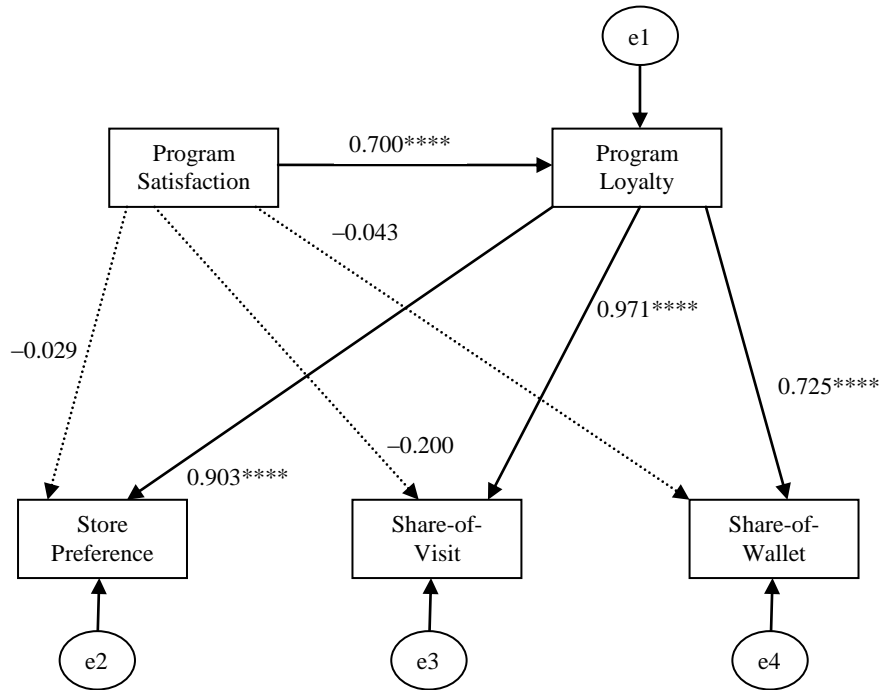 e1
Program
Satisfaction
0.700****
Program
Loyalty
–0.043
0.971****
–0.029
0.725****
–0.200
0.903****
Store
Preference
Share-of-
Visit
Share-of-
Wallet
e2
e3
e4